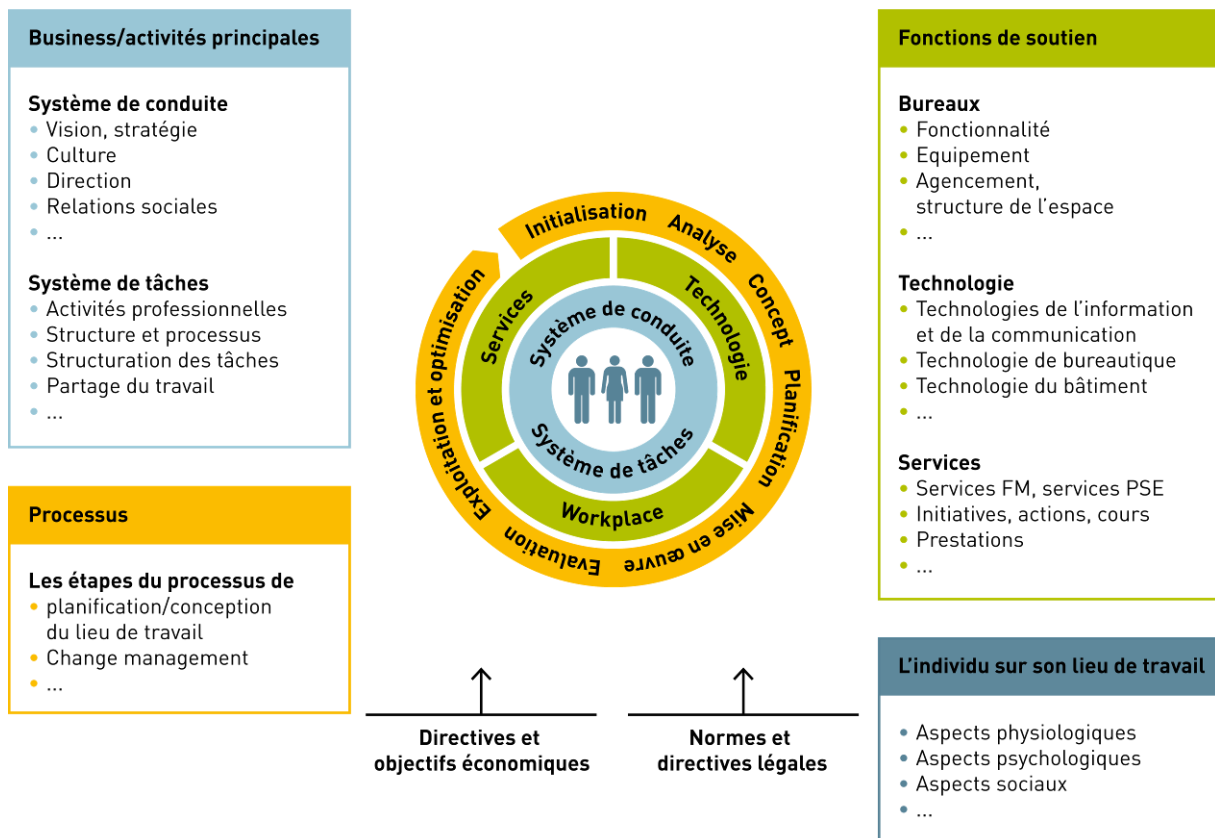 Business/activités principales
Système de conduite
• Vision, stratégie
• Culture
• Direction
• Relations sociales
• ...
Système de tâches
• Activités professionnelles
• Structure et processus
• Structuration des tâches
• Partage du travail
• ...
Processus
Les étapes du processus de
• planification/conception
du lieu de travail
• Change management
• ...
Initialisation
Analyse
Concept
Planification
Mise en œuvre
Evaluation
Exploitation et optimisation
Services
Technologie
Workplace
Système de conduite
Système de tâches
Directives et
objectifs économiques
Normes et
directives légales
Fonctions de soutien
Bureaux
• Fonctionnalité
• Equipement
• Agencement,
structure de l’espace
• ...
Technologie
• Technologies de l’information
et de la communication
• Technologie de bureautique
• Technologie du bâtiment
• ...
Services
• Services FM, services PSE
• Initiatives, actions, cours
• Prestations
• ...
L’individu sur son lieu de travail
• Aspects physiologiques
• Aspects psychologiques
• Aspects sociaux
• ...